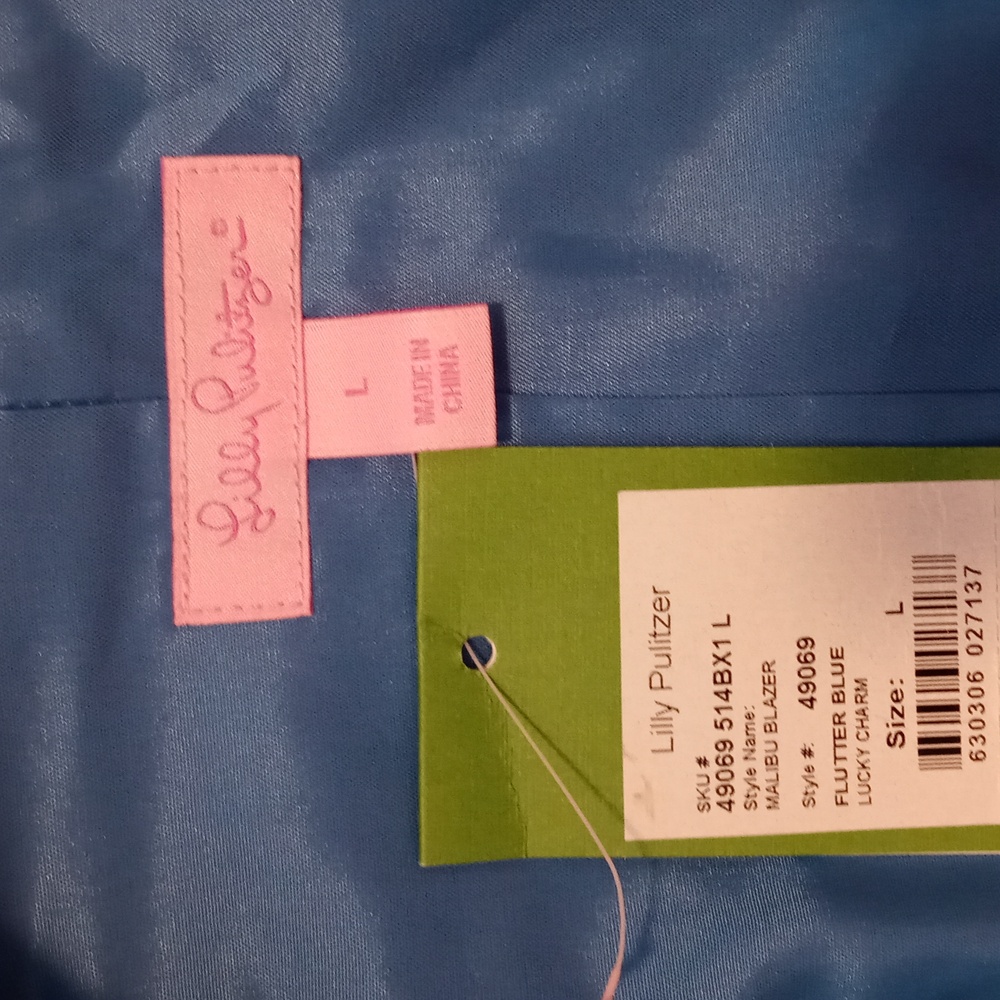 Lilly Pulitzer®
L
MADE IN
CHINA
Lilly Pulitzer
SKU #
49069 514BX1 L
Style Name:
MALIBU BLAZER
Style #: 49069
FLUTTER BLUE
LUCKY CHARM
Size: L
630306 027137